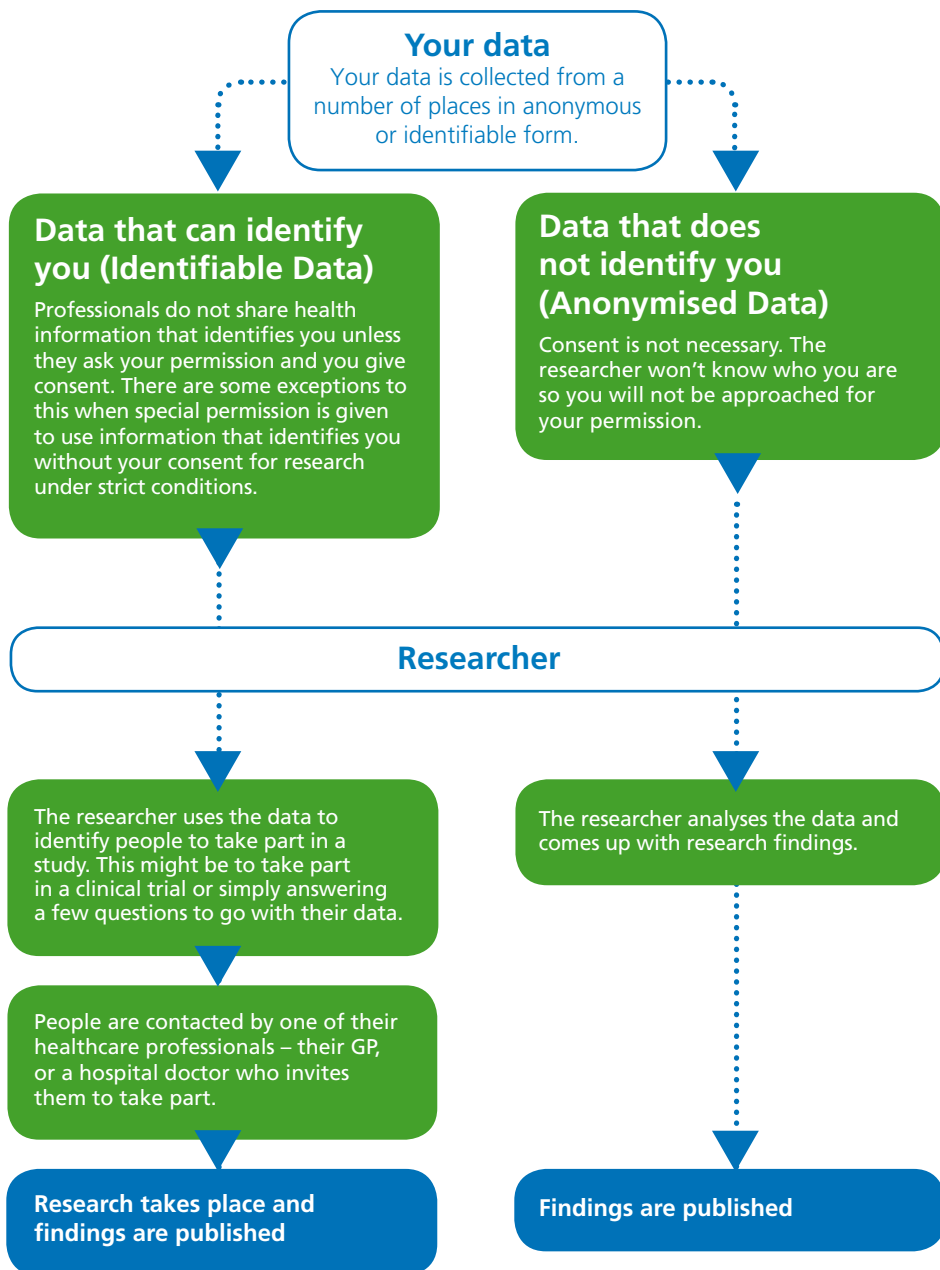 Your data
Your data is collected from a
number of places in anonymous
or identifiable form.
Data that can identify
you (Identifiable Data)
Professionals do not share health
information that identifies you unless
they ask your permission and you give
consent. There are some exceptions to
this when special permission is given
to use information that identifies you
without your consent for research
under strict conditions.
Data that does
not identify you
(Anonymised Data)
Consent is not necessary. The
researcher won’t know who you are
so you will not be approached for
your permission.
Researcher
The researcher uses the data to
identify people to take part in a
study. This might be to take part
in a clinical trial or simply answering
a few questions to go with their data.
The researcher analyses the data and
comes up with research findings.
People are contacted by one of their
healthcare professionals – their GP,
or a hospital doctor who invites
them to take part.
Research takes place and
findings are published
Findings are published